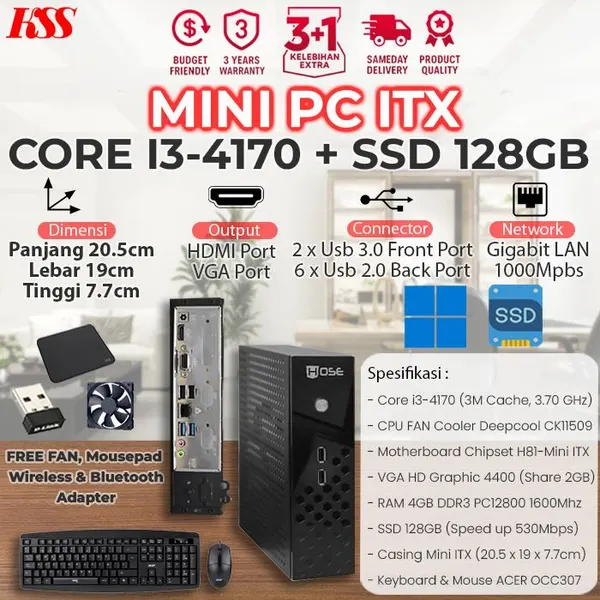 KSS
$
BUDGET
FRIENDLY
3
3 YEARS
WARRANTY
3+1
KELEBIHAN
EXTRA
SAMEDAY
DELIVERY
PRODUCT
QUALITY
MINI PC ITX
CORE I3-4170 + SSD 128GB
Dimensi
Panjang 20.5cm
Lebar 19cm
Tinggi 7.7cm
Output
HDMI Port
VGA Port
Connector
2 x Usb 3.0 Front Port
6 x Usb 2.0 Back Port
Network
Gigabit LAN
1000Mpbs
SSD
HOSE
FREE FAN, Mousepad
Wireless & Bluetooth
Adapter
Spesifikasi :
- Core i3-4170 (3M Cache, 3.70 GHz)
- CPU FAN Cooler Deepcool CK11509
- Motherboard Chipset H81-Mini ITX
- VGA HD Graphic 4400 (Share 2GB)
- RAM 4GB DDR3 PC12800 1600Mhz
- SSD 128GB (Speed up 530Mbps)
- Casing Mini ITX (20.5 x 19 x 7.7cm)
- Keyboard & Mouse ACER OCC307